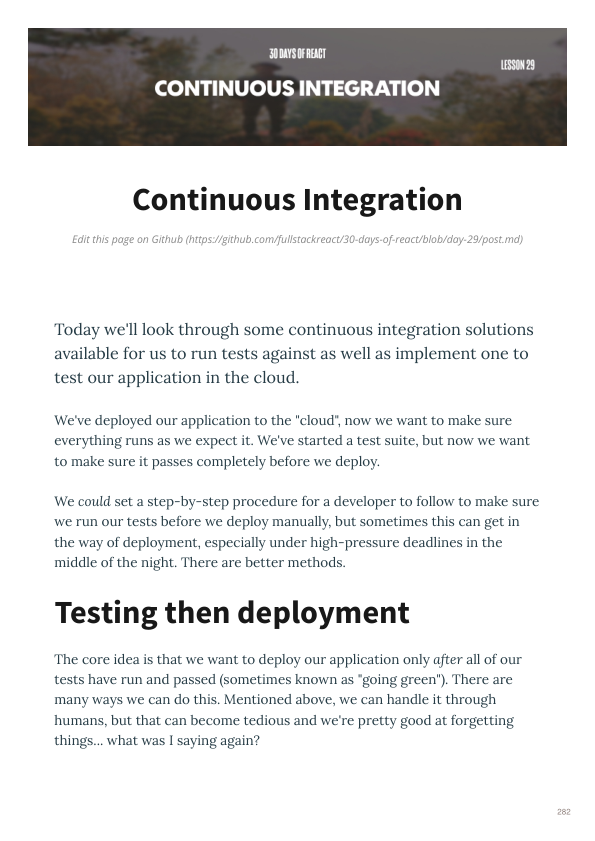 30 DAYS OF REACT
LESSON 29
CONTINUOUS INTEGRATION
Continuous Integration
Edit this page on Github (https://github.com/fullstackreact/30-days-of-react/blob/day-29/post.md)
Today we'll look through some continuous integration solutions
available for us to run tests against as well as implement one to
test our application in the cloud.
We've deployed our application to the "cloud", now we want to make sure
everything runs as we expect it. We've started a test suite, but now we want
to make sure it passes completely before we deploy.
We could set a step-by-step procedure for a developer to follow to make sure
we run our tests before we deploy manually, but sometimes this can get in
the way of deployment, especially under high-pressure deadlines in the
middle of the night. There are better methods.
Testing then deployment
The core idea is that we want to deploy our application only after all of our
tests have run and passed (sometimes known as "going green"). There are
many ways we can do this. Mentioned above, we can handle it through
humans, but that can become tedious and we're pretty good at forgetting
things... what was I saying again?
282